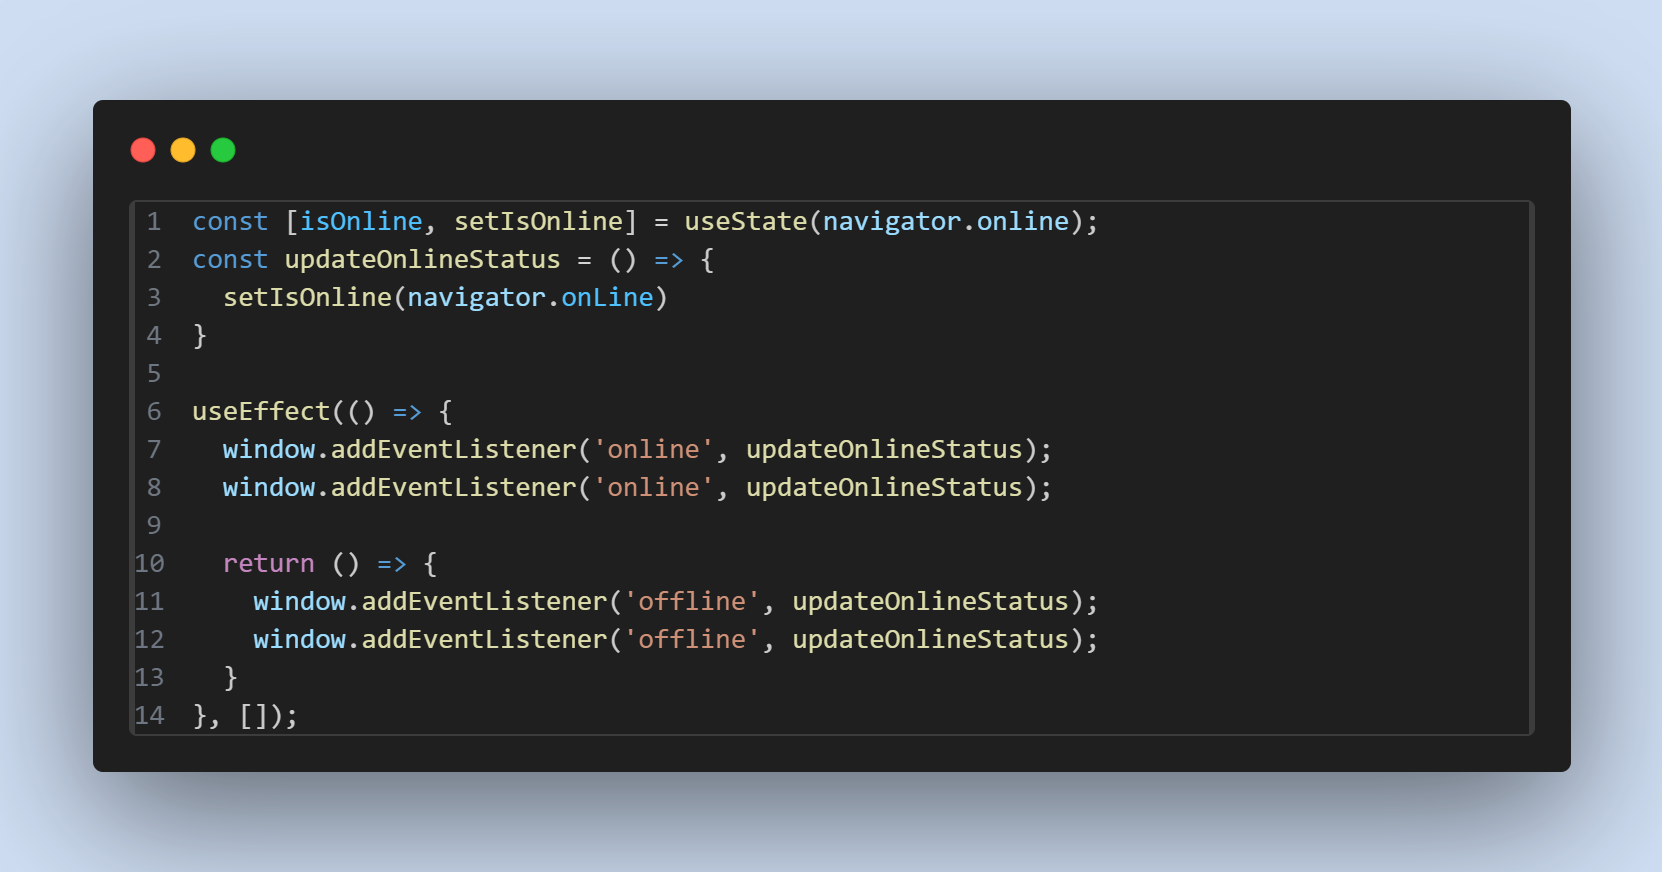 1 const [isOnline, setIsOnline] = useState(navigator.online);
2 const updateOnlineStatus = () => {
3   setIsOnline(navigator.onLine)
4 }
5
6 useEffect(() => {
7   window.addEventListener('online', updateOnlineStatus);
8   window.addEventListener('online', updateOnlineStatus);
9
10   return () => {
11     window.addEventListener('offline', updateOnlineStatus);
12     window.addEventListener('offline', updateOnlineStatus);
13   }
14 }, []);